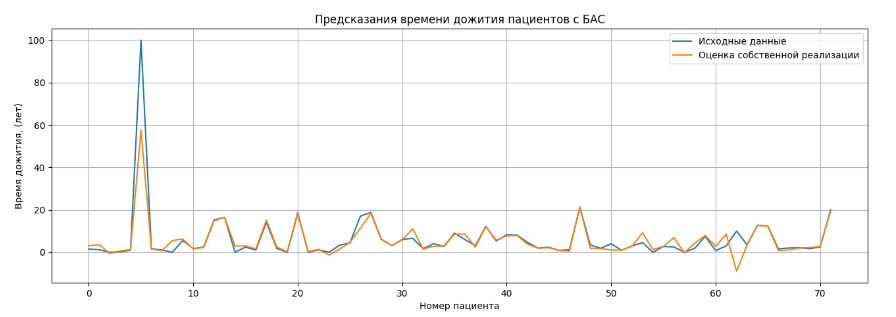 Предсказания времени дожития пациентов с БАС
Исходные данные
Оценка собственной реализации
Время дожития, (лет)
100
80
60
40
20
0
0 10 20 30 40 50 60 70
Номер пациента